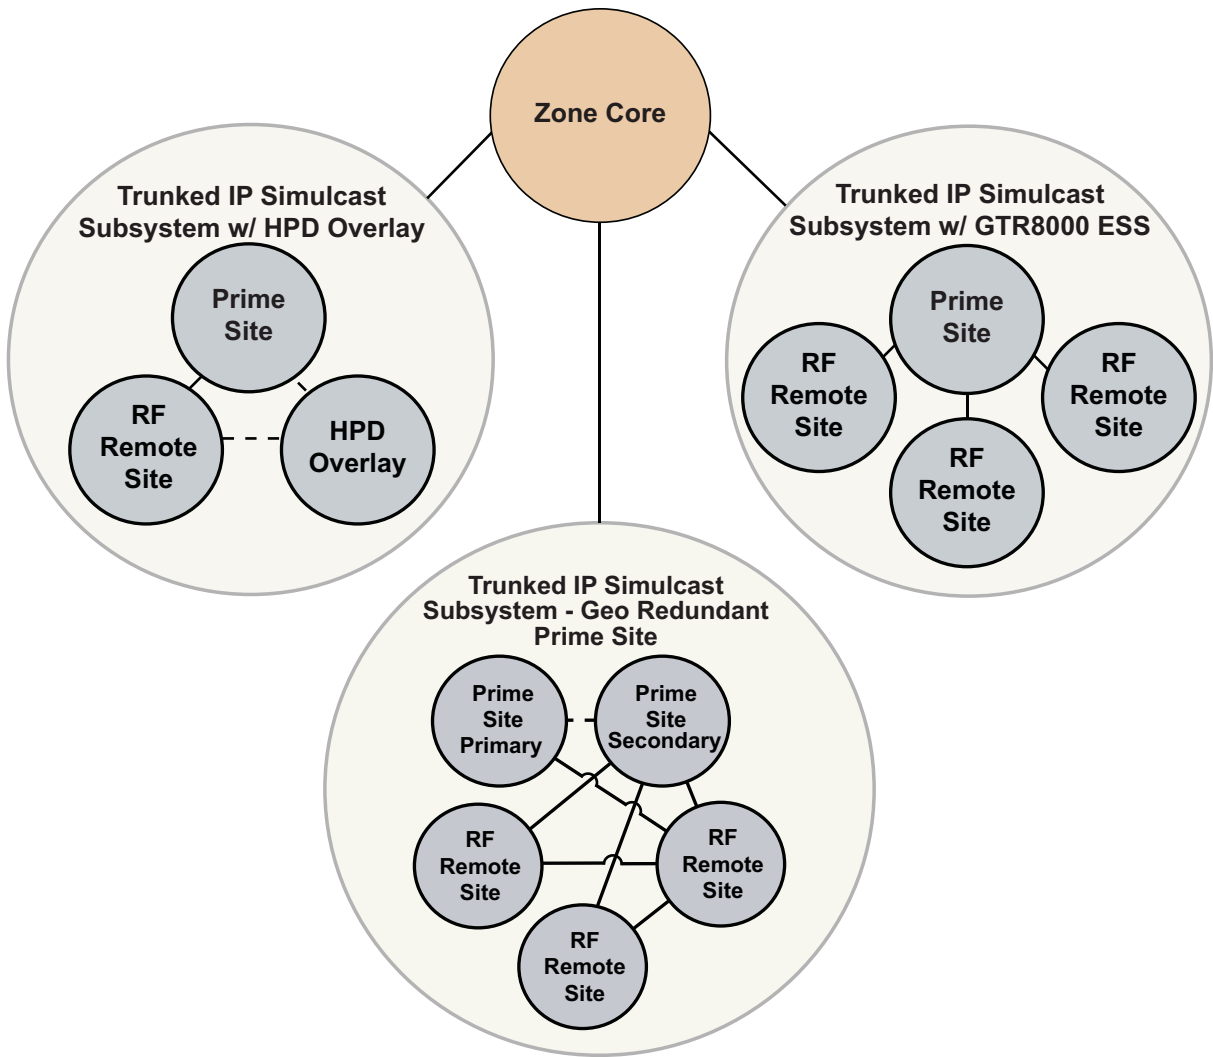 Zone Core
Trunked IP Simulcast
Subsystem w/ HPD Overlay
Prime
Site
RF
Remote
Site
HPD
Overlay
Trunked IP Simulcast
Subsystem w/ GTR8000 ESS
Prime
Site
RF
Remote
Site
RF
Remote
Site
RF
Remote
Site
Trunked IP Simulcast
Subsystem - Geo Redundant
Prime Site
Prime
Site
Primary
Prime
Site
Secondary
RF
Remote
Site
RF
Remote
Site
RF
Remote
Site